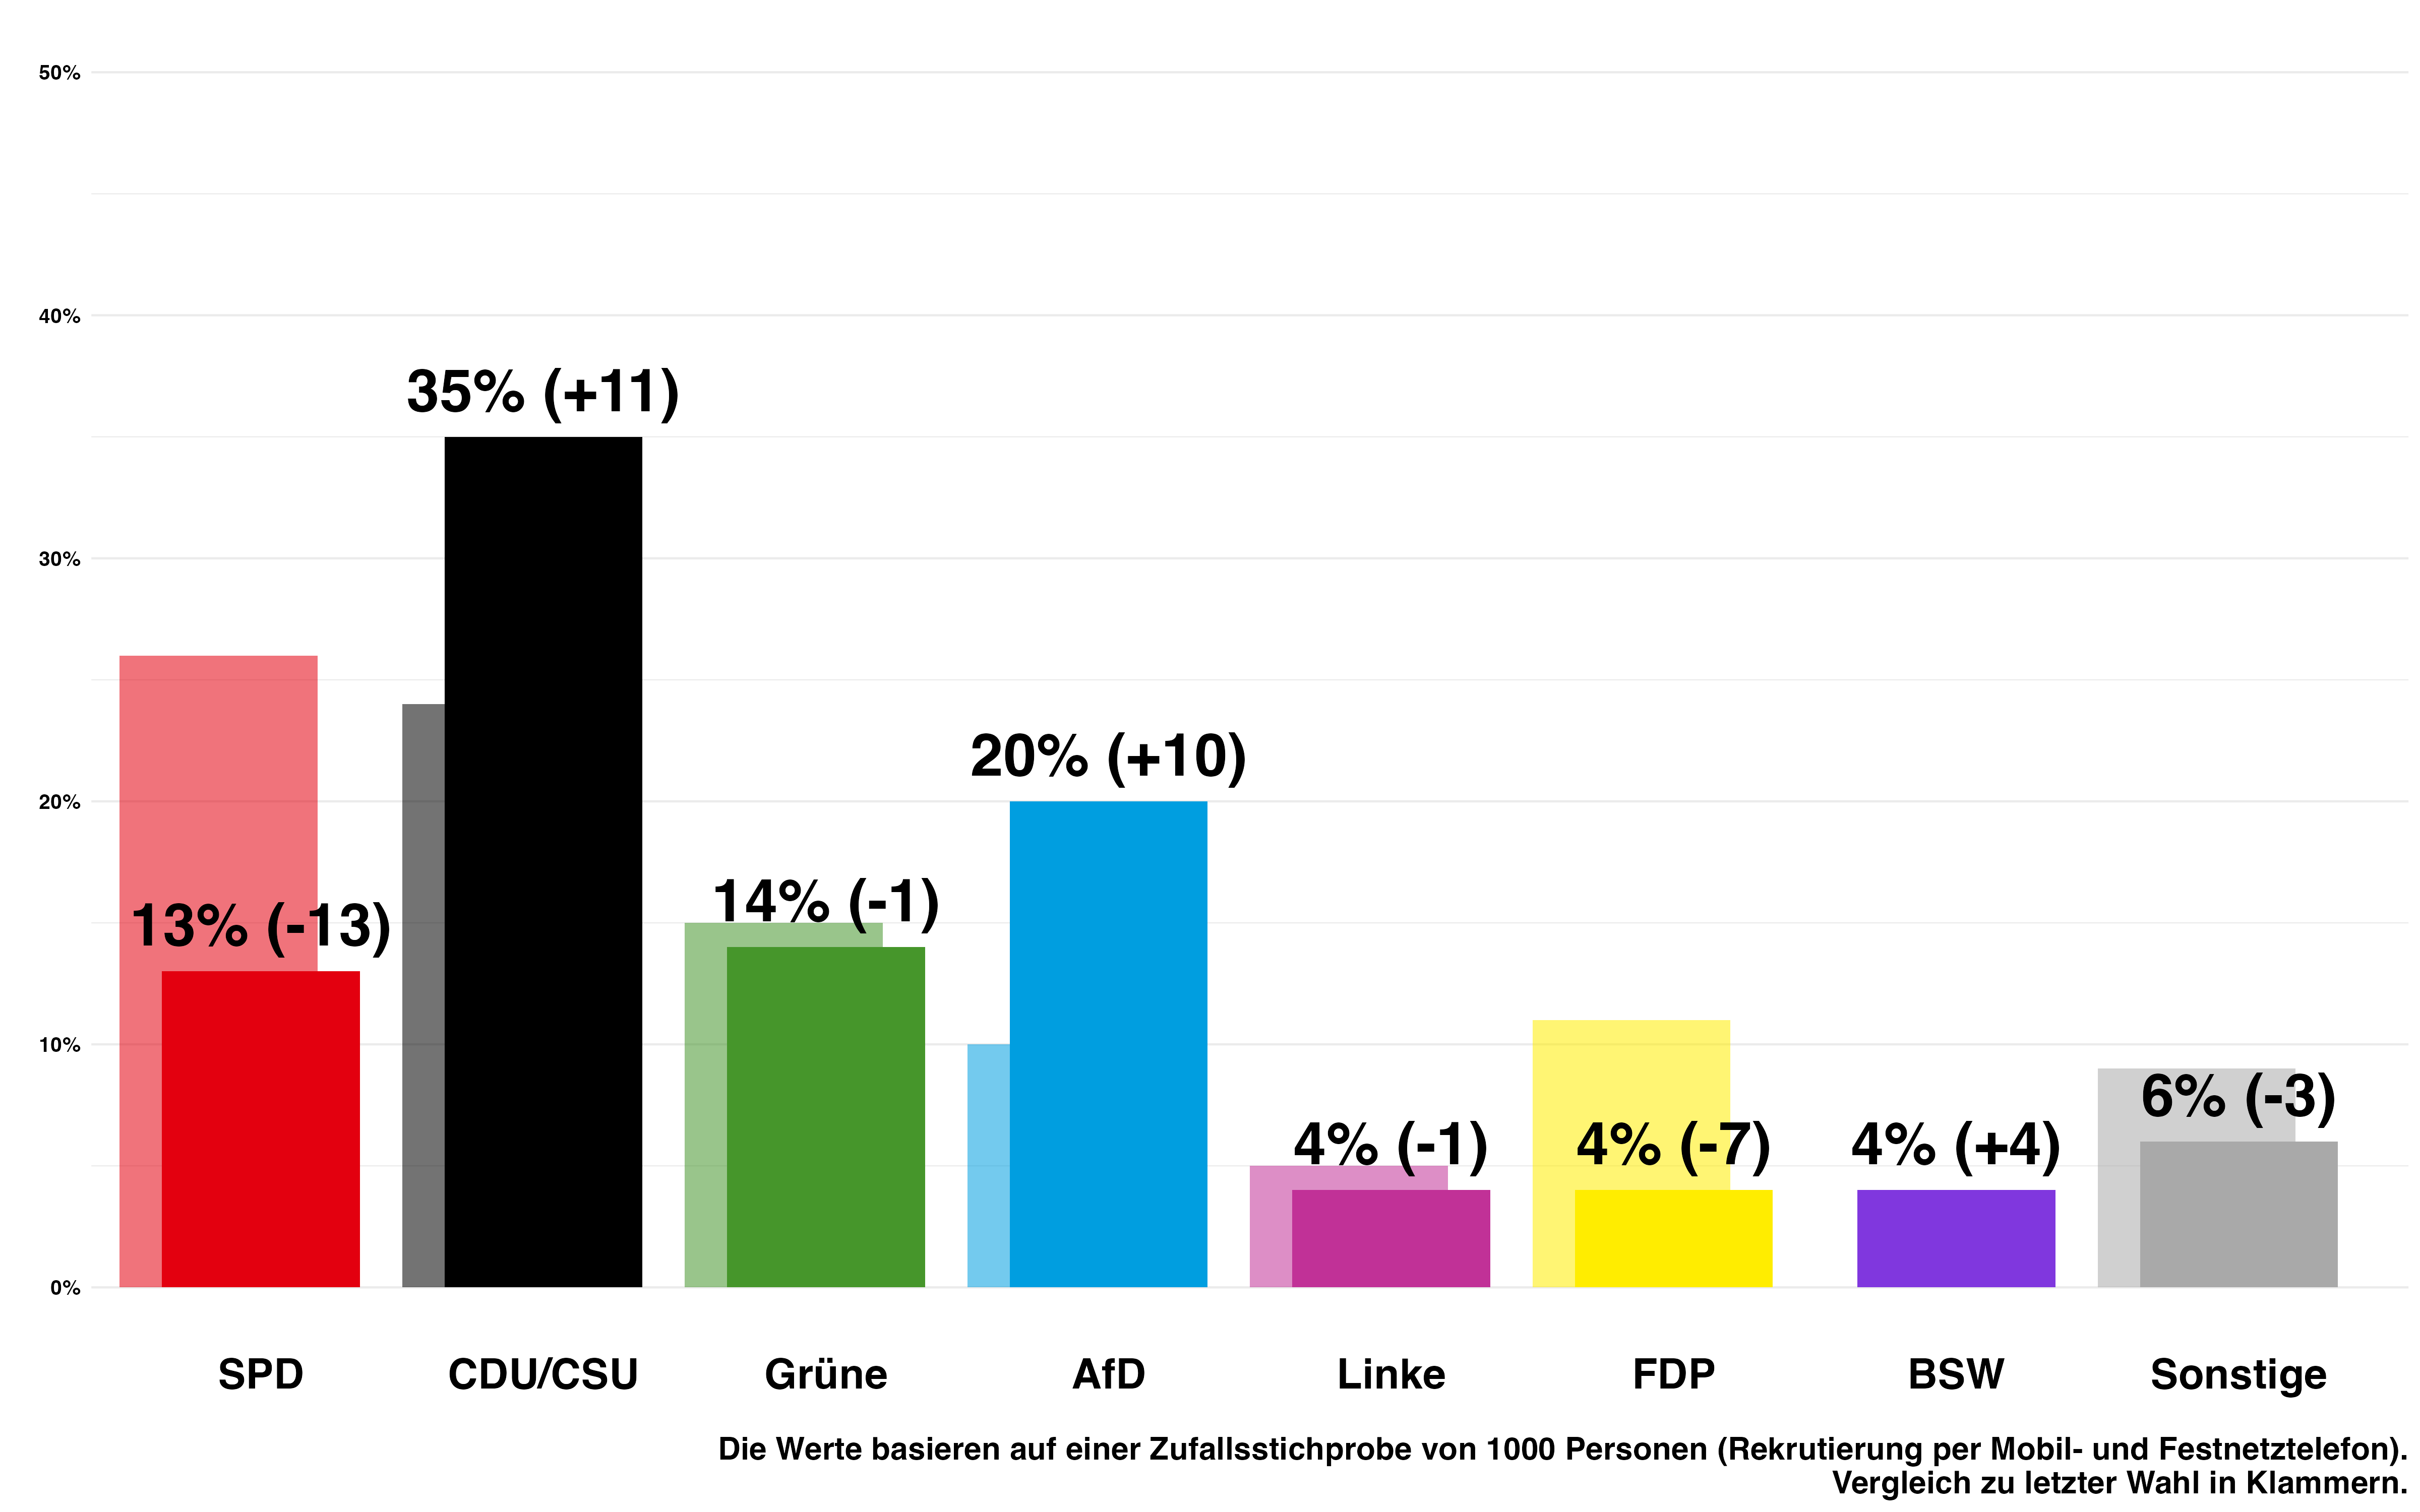 50%
40%
30%
20%
10%
0%
13% (-13)
35% (+11)
14% (-1)
20% (+10)
4% (-1)
4% (-7)
4% (+4)
6% (-3)
SPD
CDU/CSU
Grüne
AfD
Linke
FDP
BSW
Sonstige
Die Werte basieren auf einer Zufallsstichprobe von 1000 Personen (Rekrutierung per Mobil- und Festnetztelefon).
Vergleich zu letzter Wahl in Klammern.